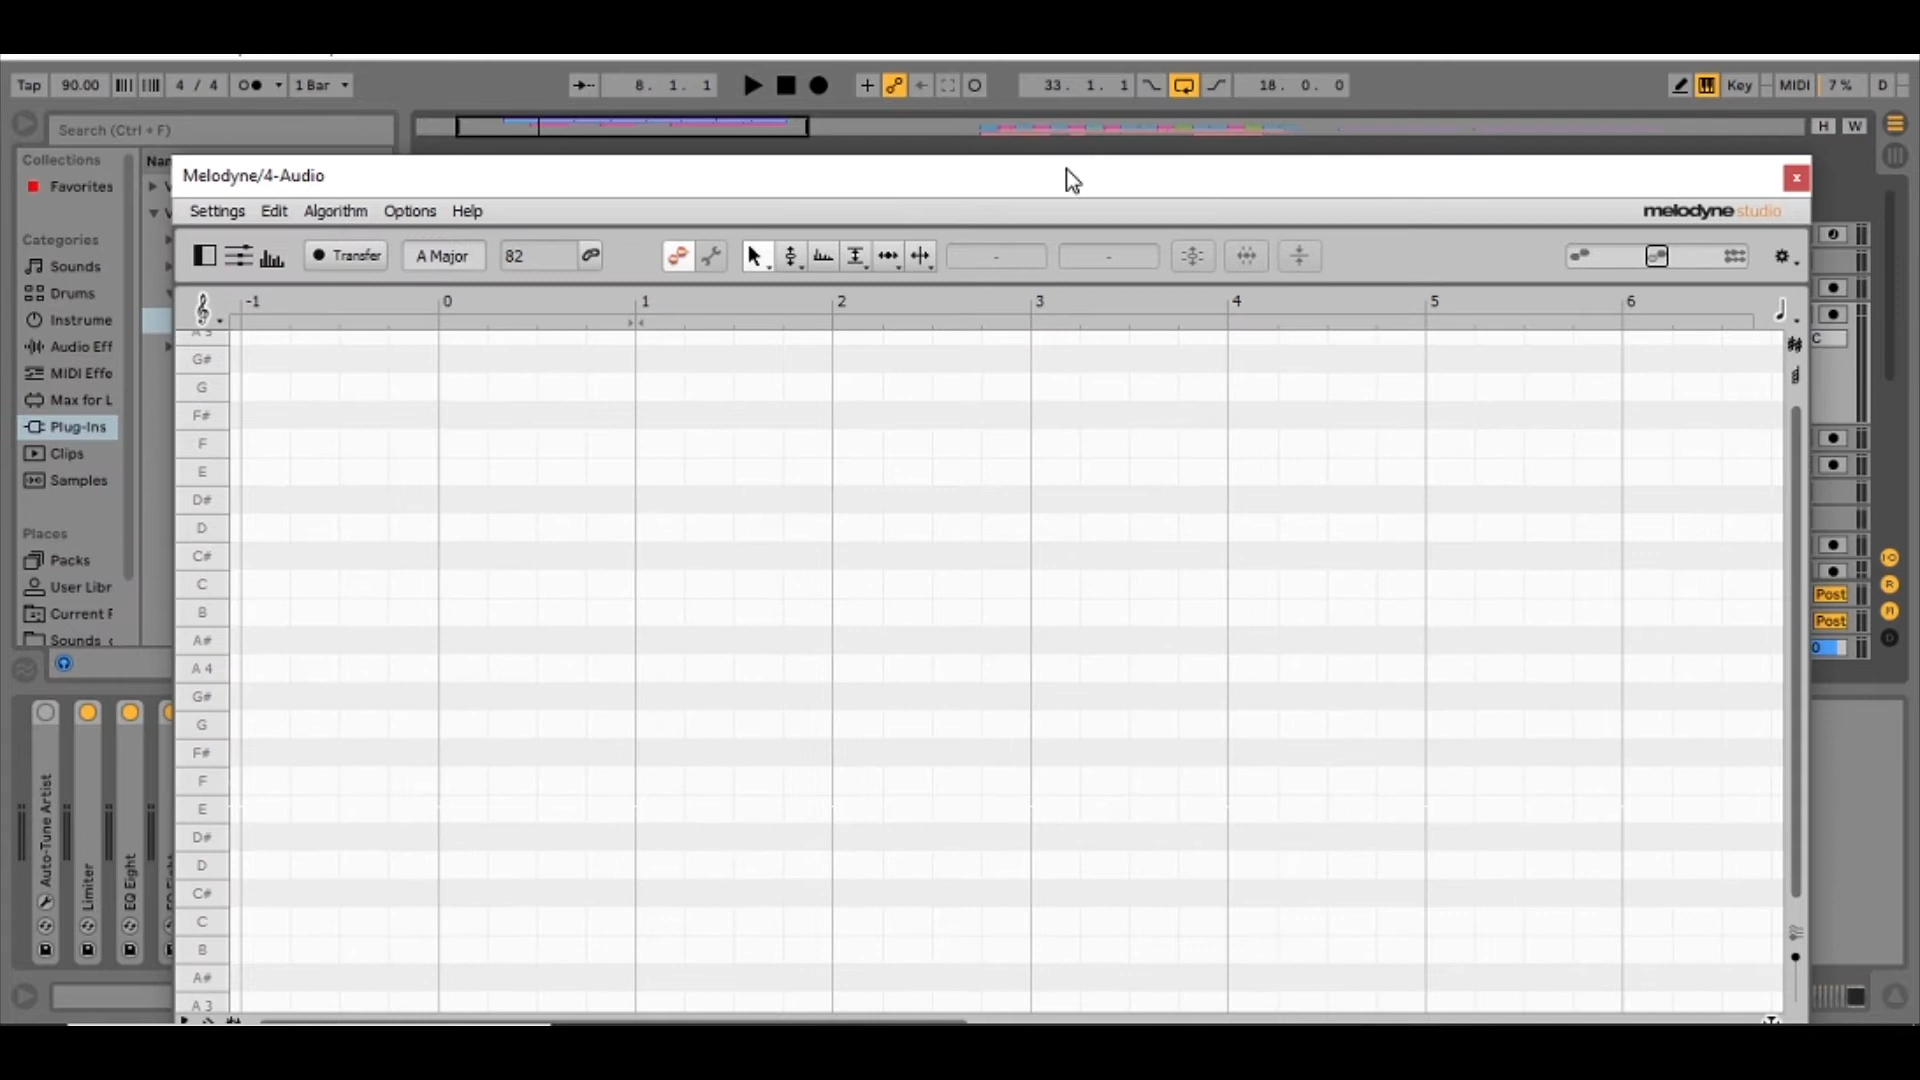 Tap 90.00 4 / 4 1 Bar 8. 1. 1 33. 1. 1 18. 0. 0 Key MIDI 7 % D
Search (Ctrl + F) H W
Collections
Favorites
Categories
Sounds
Drums
Instrume
Audio Eff
MIDI Effe
Max for L
Plug-Ins
Clips
Samples
Places
Packs
User Libr
Current F
Sounds
Melodyne/4-Audio x
Settings Edit Algorithm Options Help melodyne studio
Transfer A Major 82 - -
-1 0 1 2 3 4 5 6
G#
G
F#
F
E
D#
D
C#
C
B
A#
A 4
G#
G
F#
F
E
D#
D
C#
C
B
A#
A 3
C
Post
Post
0
I·O
R
M
D
Auto-Tune Artist
Limiter
EQ Eight